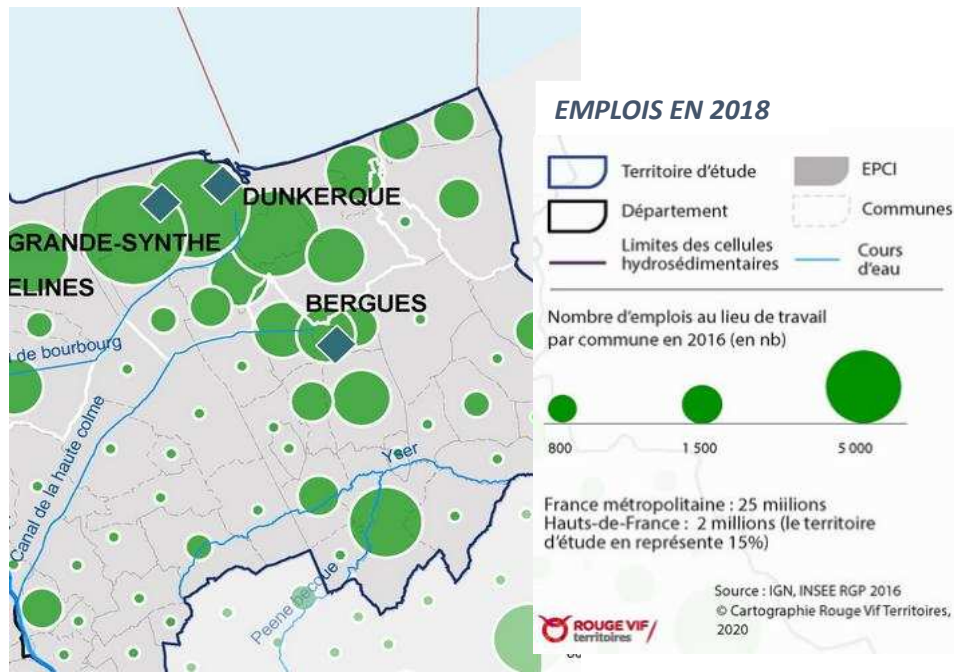 DUNKERQUE
GRANDE-SYNTHE
ELINES
BERGUES
de bourbourg
Canal de la haute colme
Yser
Peene becque
EMPLOIS EN 2018
Territoire d'étude
EPCI
Département
Communes
Limites des cellules
hydrosédimentaires
Cours
d'eau
Nombre d'emplois au lieu de travail
par commune en 2016 (en nb)
800
1 500
5 000
France métropolitaine : 25 miilions
Hauts-de-France : 2 millions (le territoire
d'étude en représente 15%)
Source : IGN, INSEE RGP 2016
© Cartographie Rouge Vif Territoires,
2020
ROUGE VIF
territoires